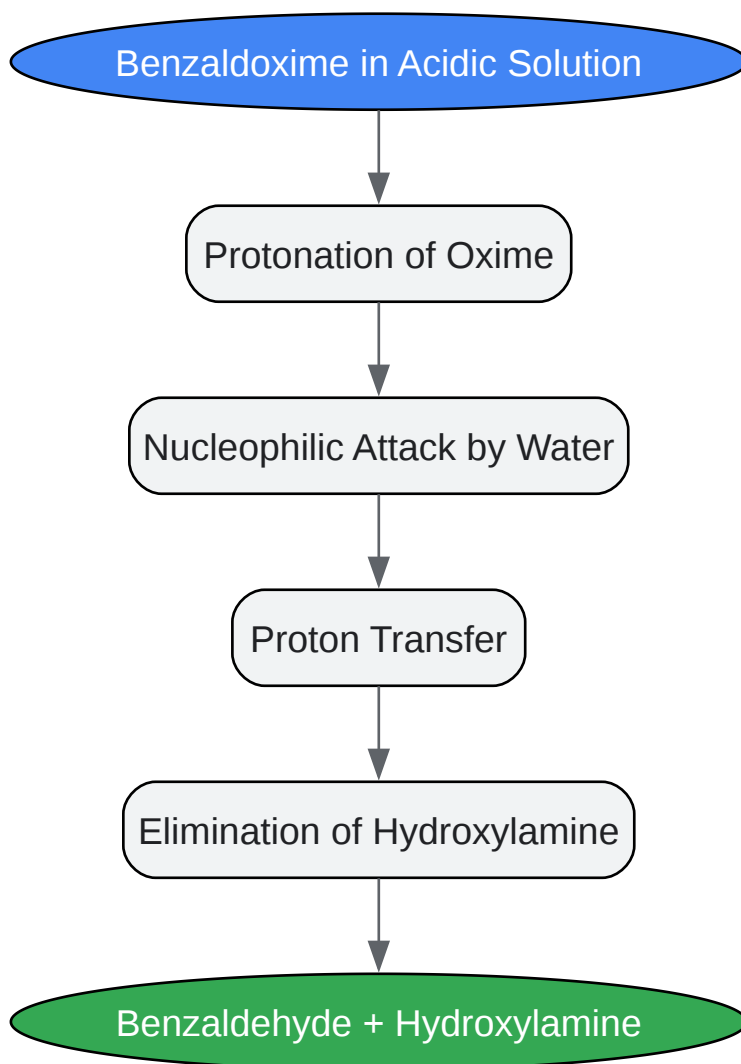 Benzaldoxime in Acidic Solution
Protonation of Oxime
Nucleophilic Attack by Water
Proton Transfer
Elimination of Hydroxylamine
Benzaldehyde + Hydroxylamine